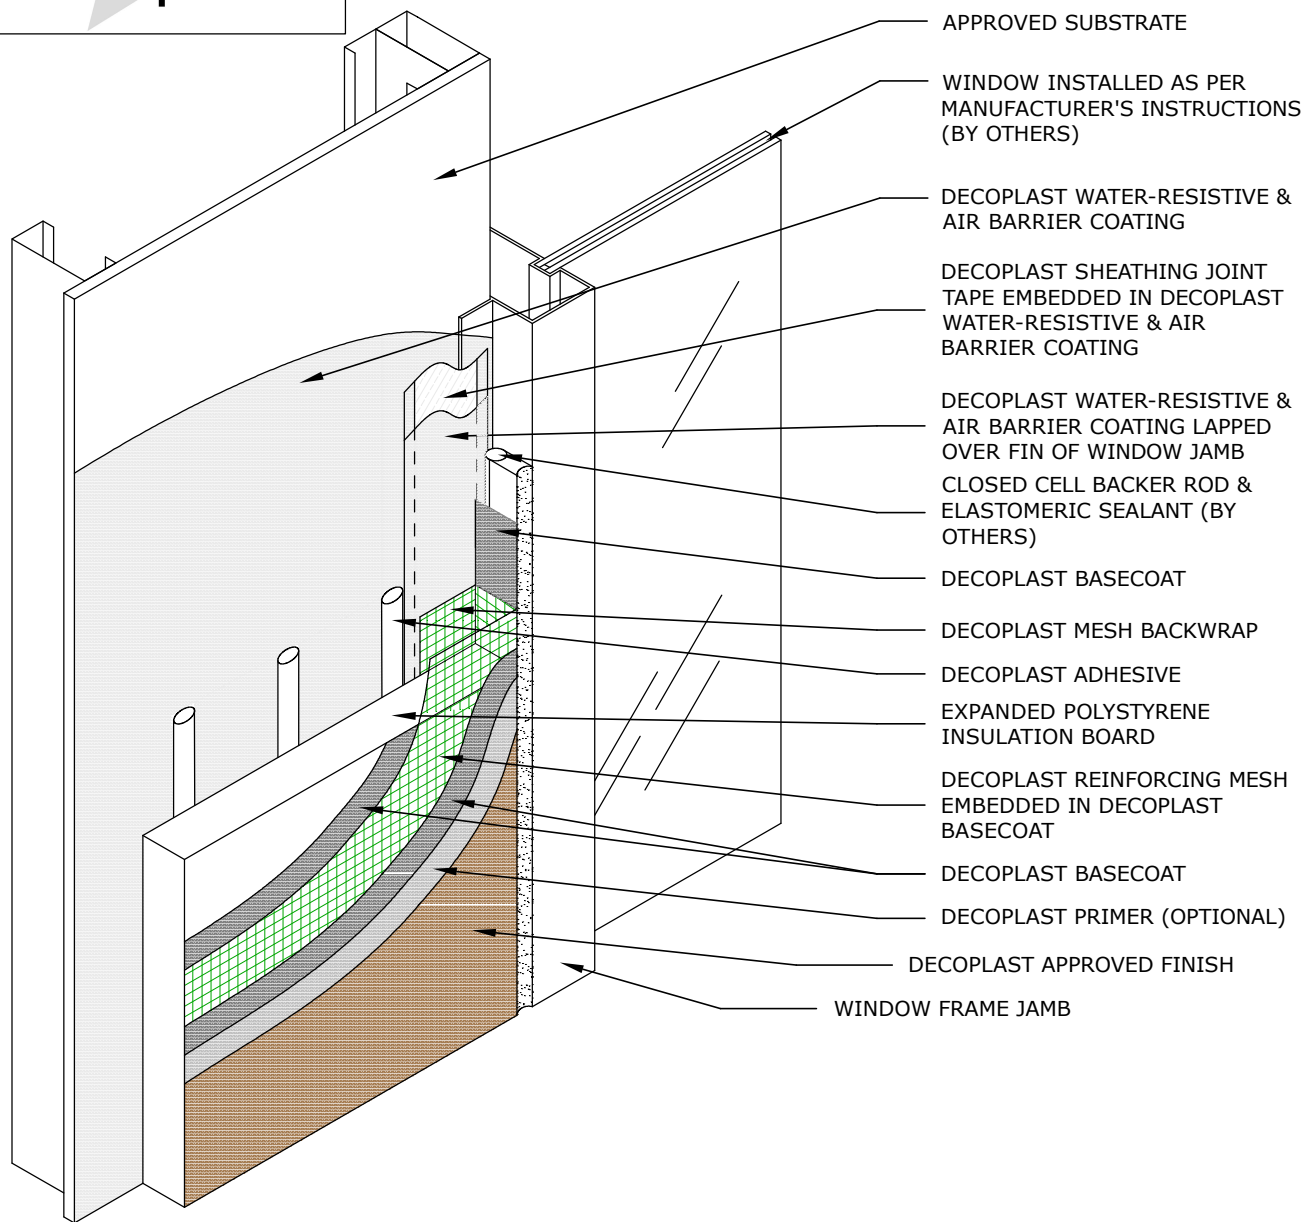 APPROVED SUBSTRATE
WINDOW INSTALLED AS PER
MANUFACTURER'S INSTRUCTIONS
(BY OTHERS)
DECOPLAST WATER-RESISTIVE &
AIR BARRIER COATING
DECOPLAST SHEATHING JOINT
TAPE EMBEDDED IN DECOPLAST
WATER-RESISTIVE & AIR
BARRIER COATING
DECOPLAST WATER-RESISTIVE &
AIR BARRIER COATING LAPPED
OVER FIN OF WINDOW JAMB
CLOSED CELL BACKER ROD &
ELASTOMERIC SEALANT (BY
OTHERS)
DECOPLAST BASECOAT
DECOPLAST MESH BACKWRAP
DECOPLAST ADHESIVE
EXPANDED POLYSTYRENE
INSULATION BOARD
DECOPLAST REINFORCING MESH
EMBEDDED IN DECOPLAST
BASECOAT
DECOPLAST BASECOAT
DECOPLAST PRIMER (OPTIONAL)
DECOPLAST APPROVED FINISH
WINDOW FRAME JAMB